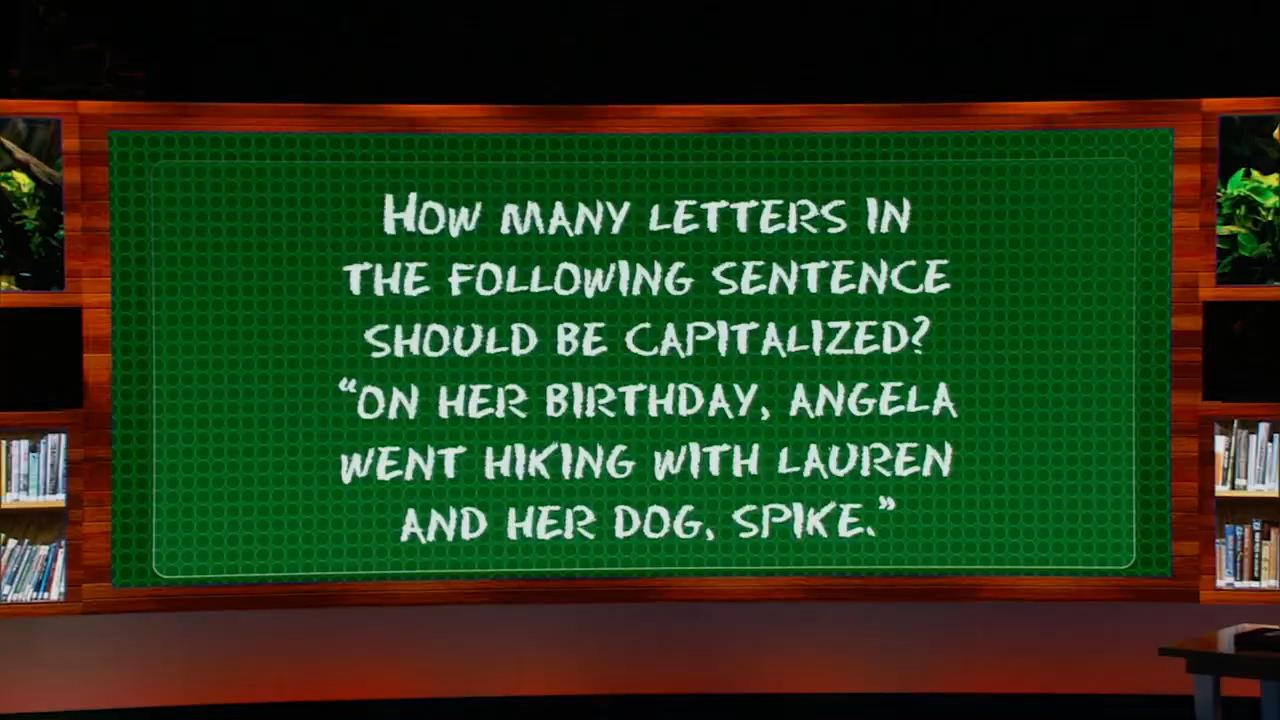 How many letters in
the following sentence
should be capitalized?
“on her birthday, angela
went hiking with lauren
and her dog, spike.”